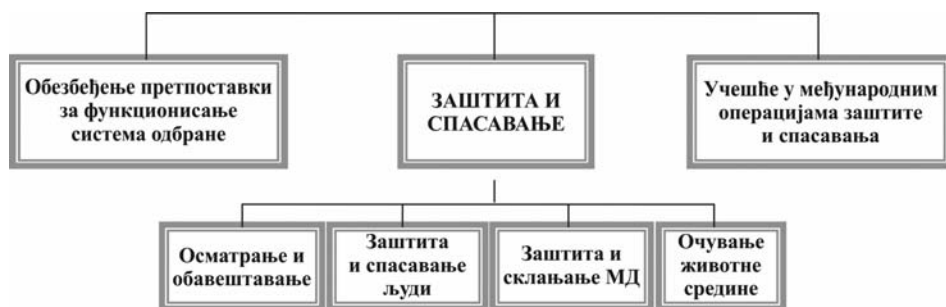 Обезбеђење претпоставки
за функционисање
система одбране
ЗАШТИТА И
СПАСАВАЊЕ
Учешће у међународним
операцијама заштите
и спасавања
Осматрање и
обавештавање
Заштита
и спасавање
људи
Заштита и
склањање МД
Очување
животне
средине